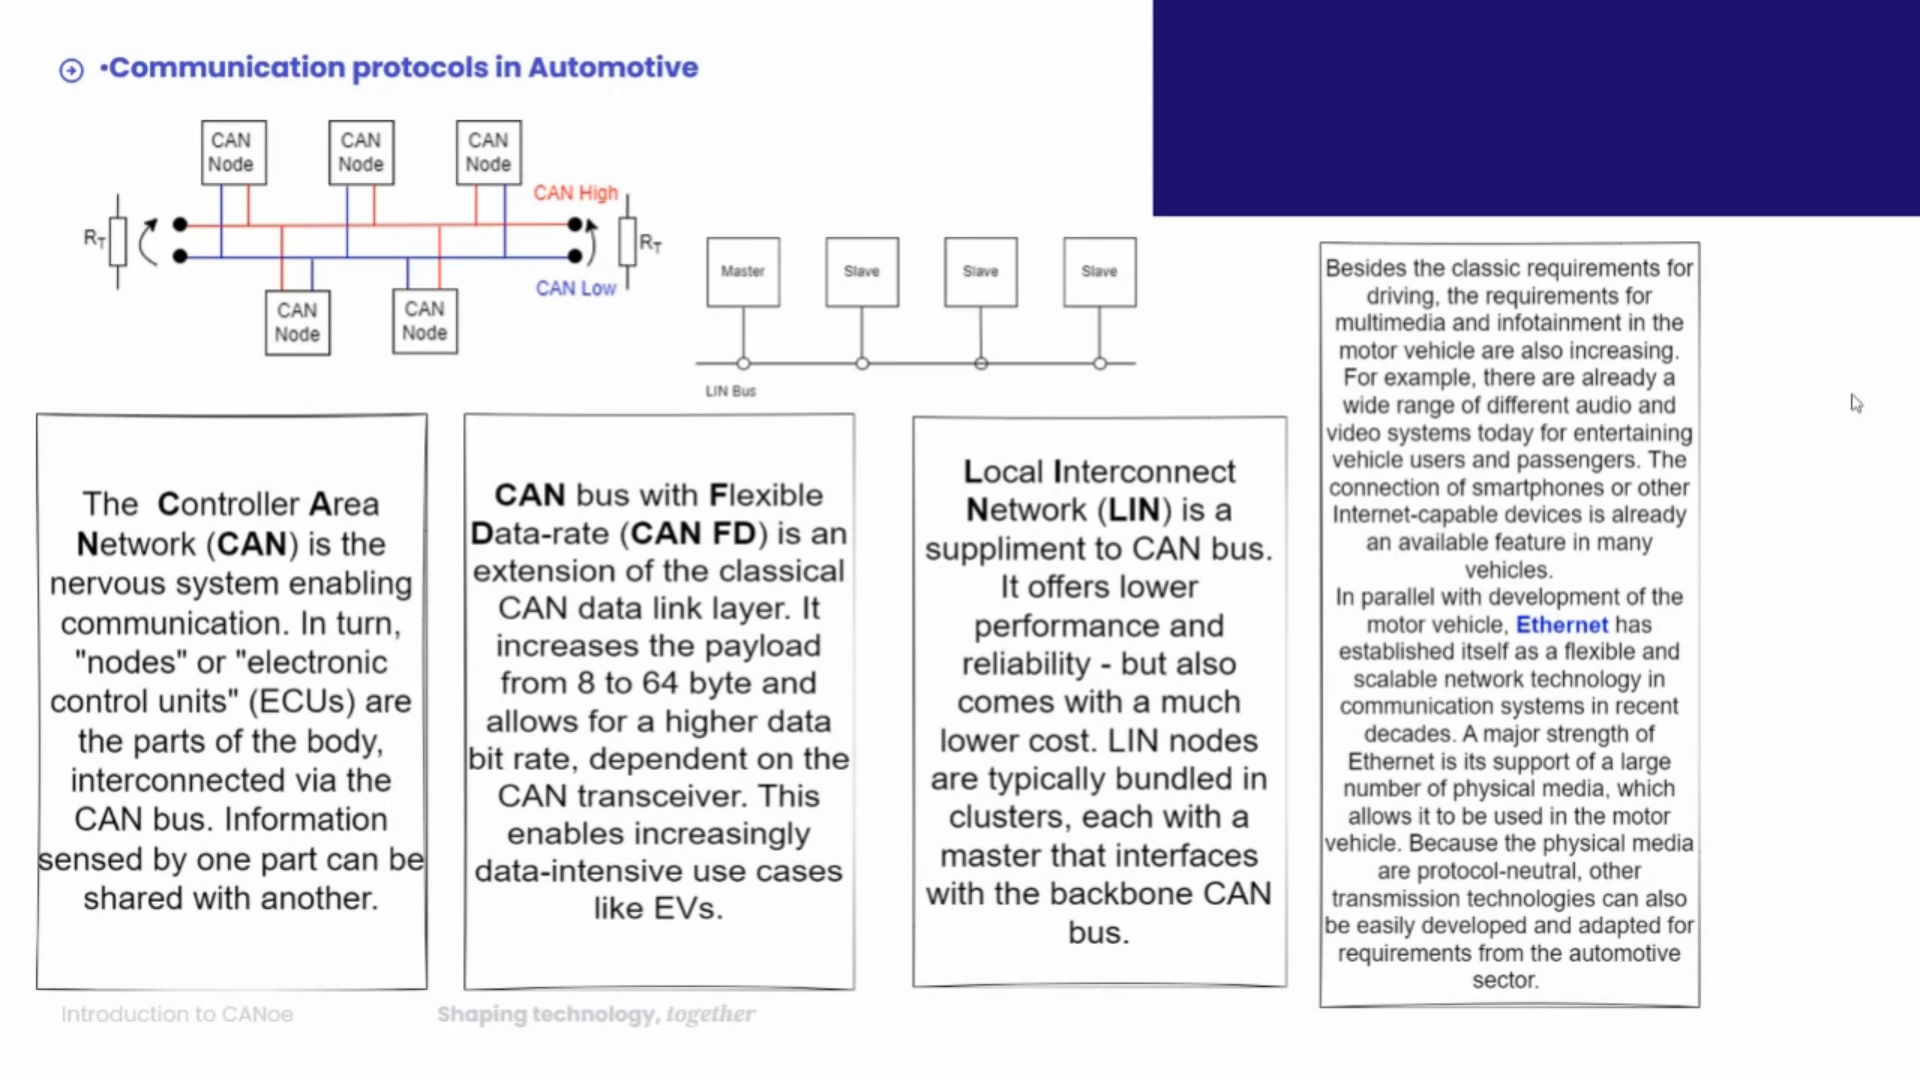 •Communication protocols in Automotive
CAN
Node
CAN
Node
CAN
Node
CAN High
RT
RT
CAN Low
CAN
Node
CAN
Node
Master
Slave
Slave
Slave
LIN Bus
The Controller Area
Network (CAN) is the
nervous system enabling
communication. In turn,
"nodes" or "electronic
control units" (ECUs) are
the parts of the body,
interconnected via the
CAN bus. Information
sensed by one part can be
shared with another.
CAN bus with Flexible
Data-rate (CAN FD) is an
extension of the classical
CAN data link layer. It
increases the payload
from 8 to 64 byte and
allows for a higher data
bit rate, dependent on the
CAN transceiver. This
enables increasingly
data-intensive use cases
like EVs.
Local Interconnect
Network (LIN) is a
suppliment to CAN bus.
It offers lower
performance and
reliability - but also
comes with a much
lower cost. LIN nodes
are typically bundled in
clusters, each with a
master that interfaces
with the backbone CAN
bus.
Besides the classic requirements for
driving, the requirements for
multimedia and infotainment in the
motor vehicle are also increasing.
For example, there are already a
wide range of different audio and
video systems today for entertaining
vehicle users and passengers. The
connection of smartphones or other
Internet-capable devices is already
an available feature in many
vehicles.
In parallel with development of the
motor vehicle, Ethernet has
established itself as a flexible and
scalable network technology in
communication systems in recent
decades. A major strength of
Ethernet is its support of a large
number of physical media, which
allows it to be used in the motor
vehicle. Because the physical media
are protocol-neutral, other
transmission technologies can also
be easily developed and adapted for
requirements from the automotive
sector.
Introduction to CANoe
Shaping technology, together